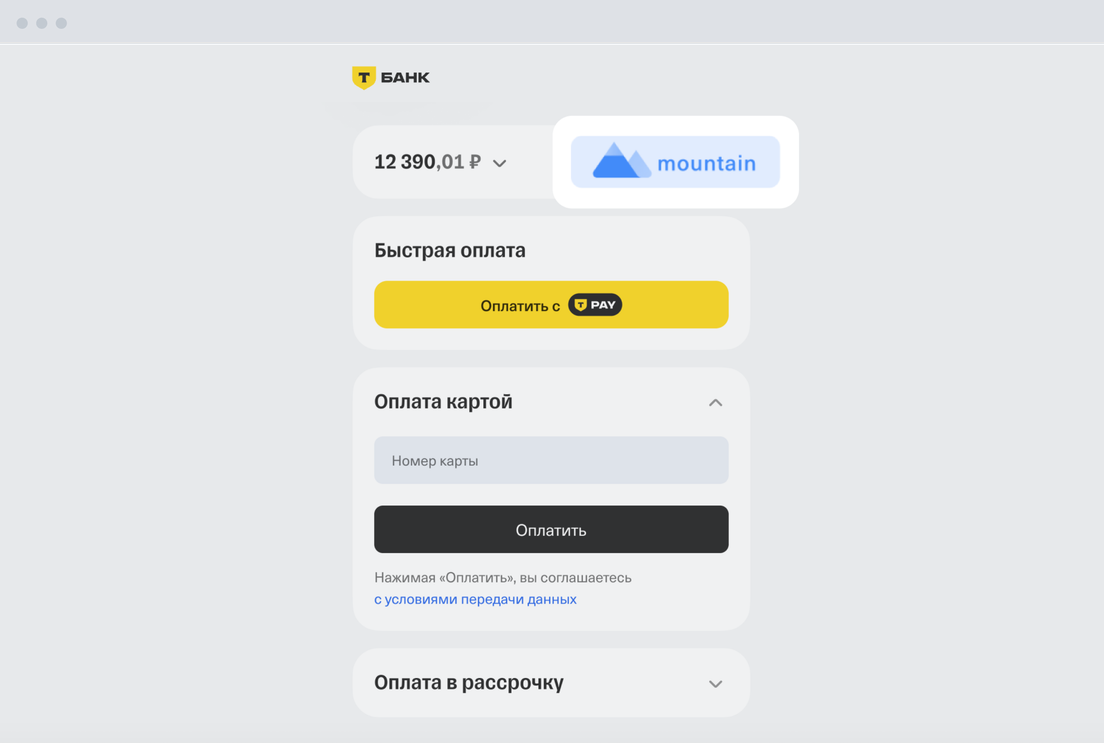 Т БАНК
12 390,01 ₽
mountain
Быстрая оплата
Оплатить с Т PAY
Оплата картой
Номер карты
Оплатить
Нажимая «Оплатить», вы соглашаетесь
с условиями передачи данных
Оплата в рассрочку